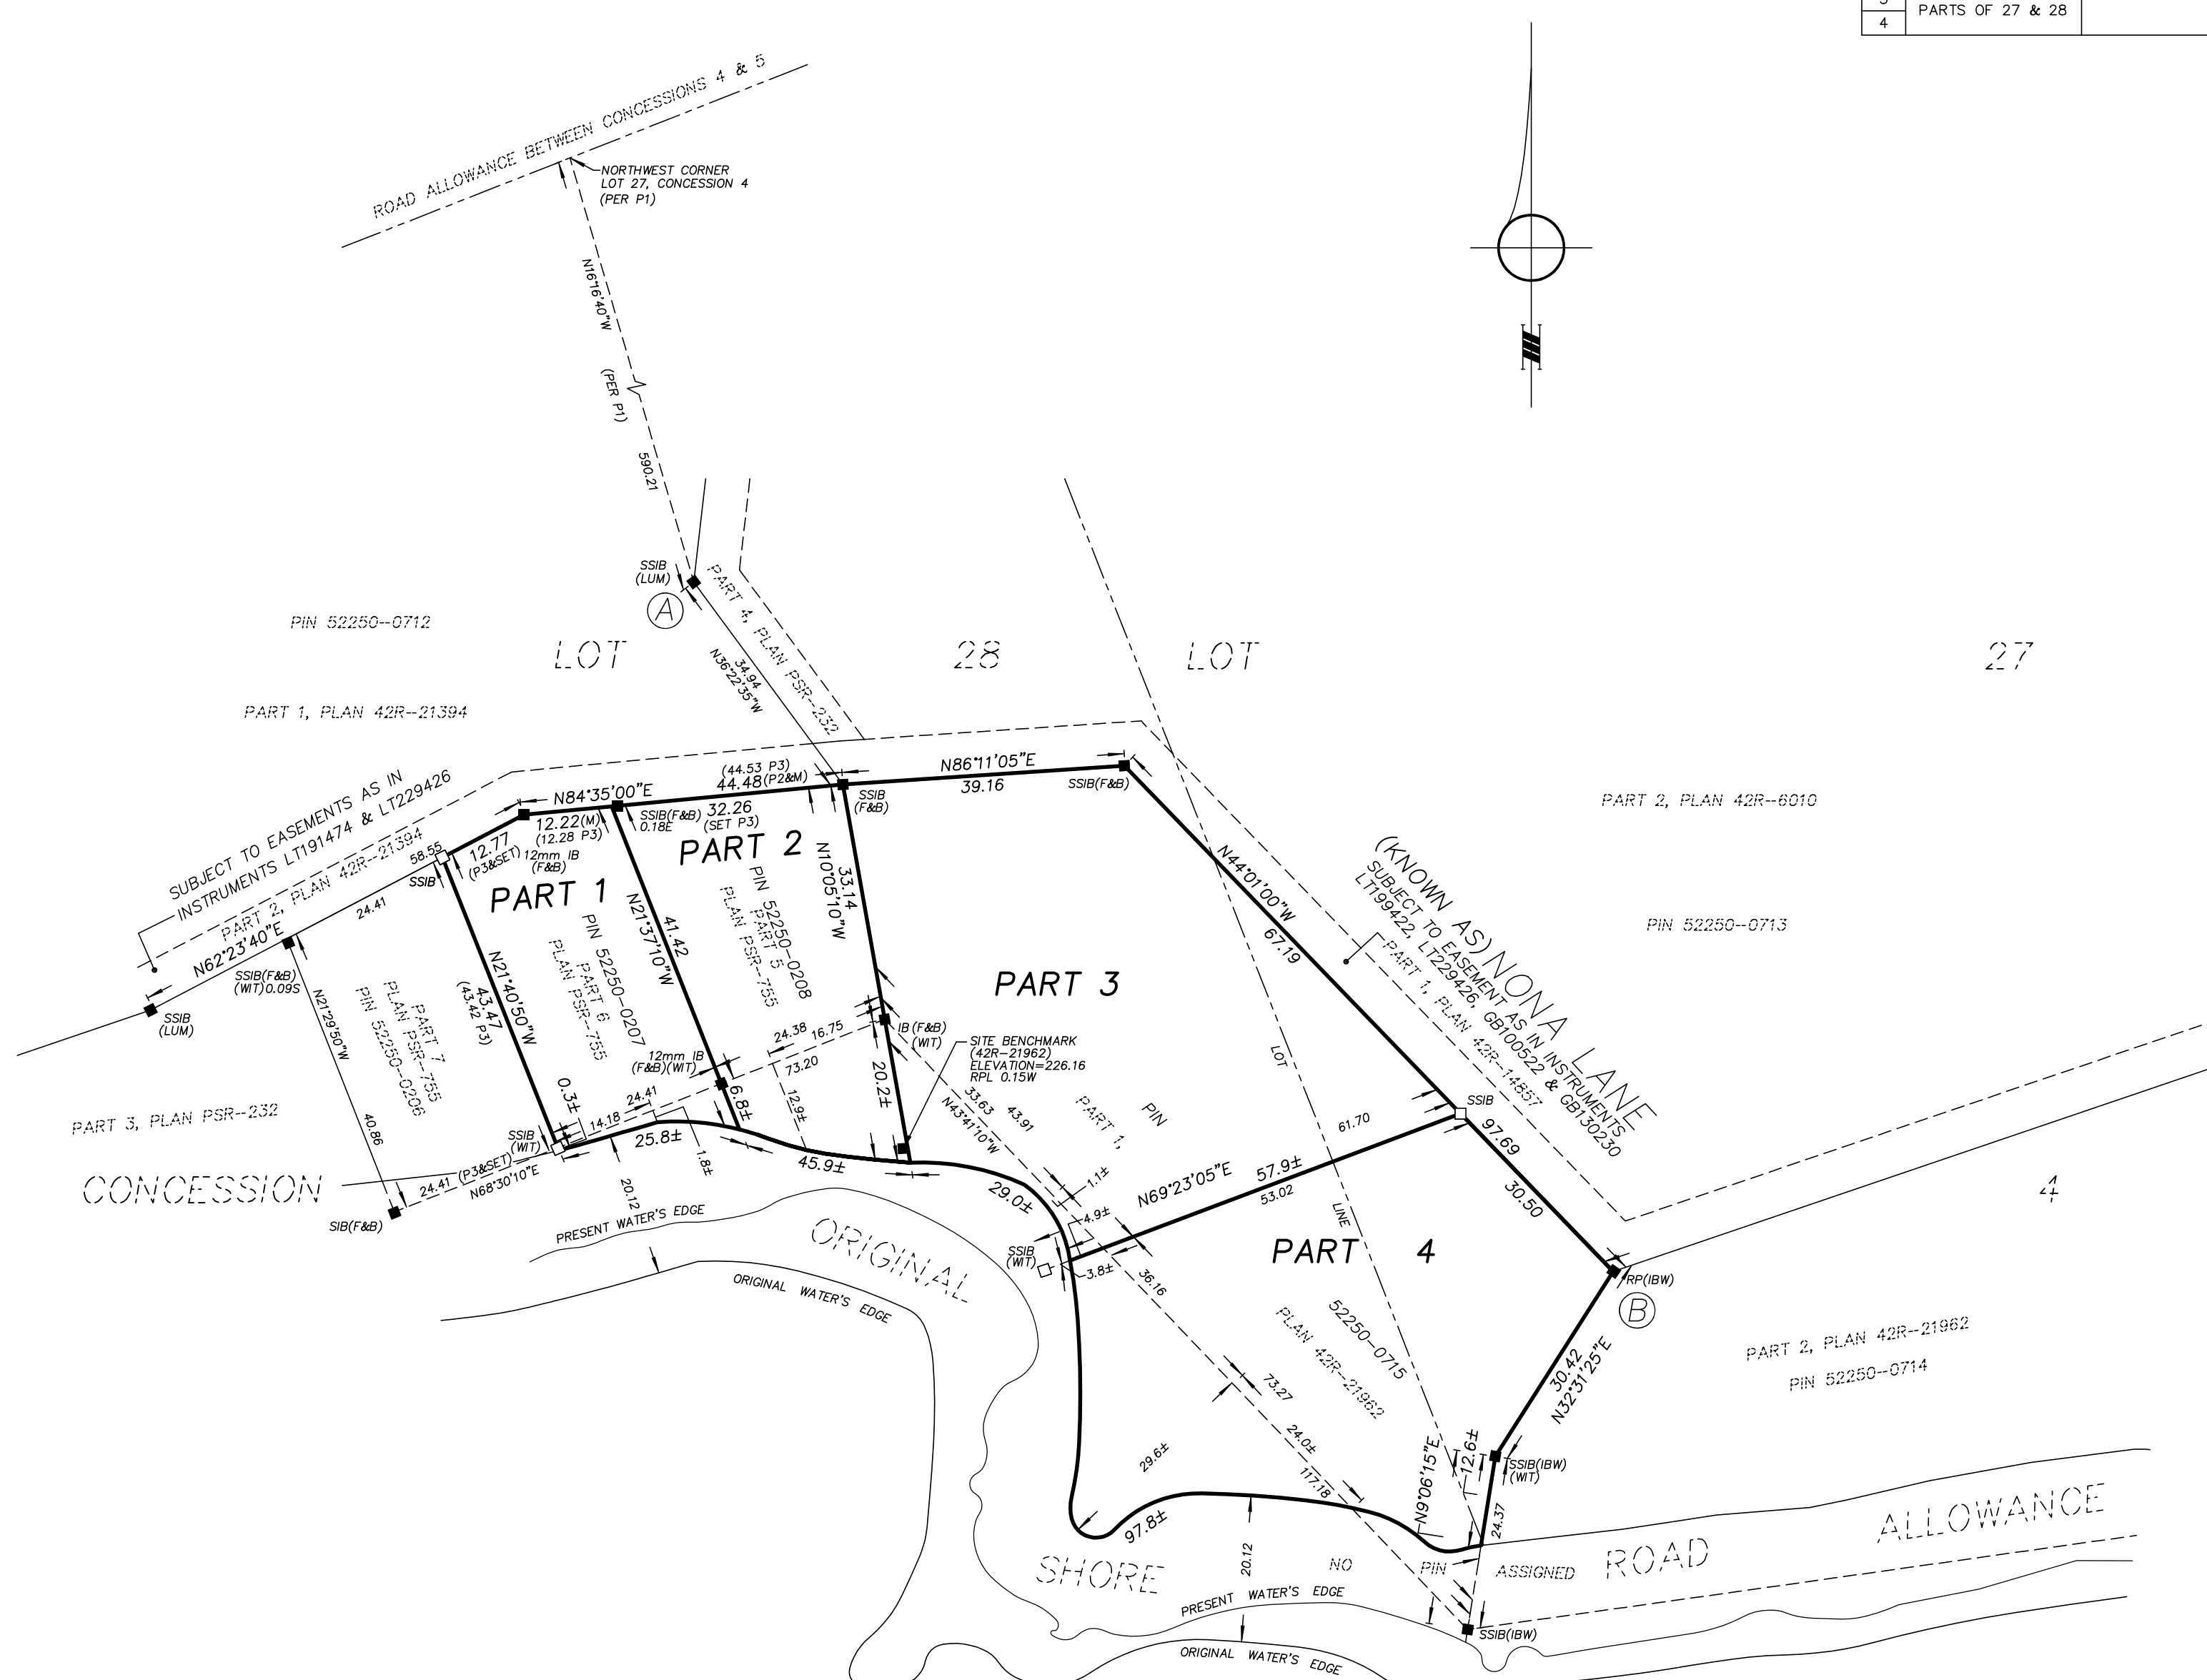 4
PARTS OF 27 & 28
ROAD ALLOWANCE BETWEEN CONCESSIONS 4 & 5
NORTHWEST CORNER
LOT 27, CONCESSION 4
(PER P1)
N16°16'40"W
(PER P1)
590.21
SSIB
(LUM)
A
PART 4, PLAN PSR-232
34.94
N36°22'35"W
PIN 52250-0712
LOT
28
LOT
27
PART 1, PLAN 42R-21394
SUBJECT TO EASEMENTS AS IN
INSTRUMENTS LT191474 & LT229426
PART 2, PLAN 42R-21394
N84°35'00"E
(44.53 P3)
44.48(P2&M)
N86°11'05"E
39.16
SSIB(F&B)
SSIB
(F&B)
12.22(M)
(12.28 P3)
SSIB(F&B)
0.18E
32.26
(SET P3)
PART 2, PLAN 42R-6010
58.55
12.77
(P3&SET)
12mm IB
(F&B)
SSIB
PART 1
PART 2
N10°05'10"W
33.14
N44°01'00"W
67.19
(KNOWN AS) NONA LANE
SUBJECT TO EASEMENT AS IN INSTRUMENTS
LT199422, LT229426, GB100522 & GB130230
PART 1, PLAN 42R-14857
PIN 52250-0713
24.41
N62°23'40"E
SSIB(F&B)
(WIT)0.09S
SSIB
(LUM)
N21°29'50"W
40.86
PART 7
PLAN PSR-755
PIN 52250-0206
N21°40'50"W
43.47
(43.42 P3)
PIN 52250-0207
PART 6
PLAN PSR-755
N21°37'10"W
41.42
PIN 52250-0208
PART 5
PLAN PSR-755
PART 3
24.38
16.75
73.20
IB(F&B)
(WIT)
SITE BENCHMARK
(42R-21962)
ELEVATION=226.16
RPL 0.15W
12mm IB
(F&B)(WIT)
6.8±
12.9±
20.2±
33.63
43.91
N43°41'10"W
LOT
LINE
PIN
PART 1,
SSIB
61.70
PART 3, PLAN PSR-232
0.3±
24.41
14.18
SSIB
(WIT)
25.8±
1.8±
45.9±
29.0±
1.1±
4.9±
N69°23'05"E
57.9±
53.02
97.69
30.50
CONCESSION
4
24.41 (P3&SET)
N68°30'10"E
SIB(F&B)
20.12
PRESENT WATER'S EDGE
ORIGINAL
ORIGINAL WATER'S EDGE
SSIB
(WIT)
3.8±
36.16
PART 4
RP(IBW)
B
52250-0715
PLAN 42R-21962
30.42
N32°31'25"E
PART 2, PLAN 42R-21962
PIN 52250-0714
73.27
24.0±
117.18
29.6±
97.8±
N9°06'15"E
12.6±
SSIB(IBW)
(WIT)
24.37
SHORE
20.12
NO
PIN
ASSIGNED
ROAD
ALLOWANCE
PRESENT WATER'S EDGE
SSIB(IBW)
ORIGINAL WATER'S EDGE